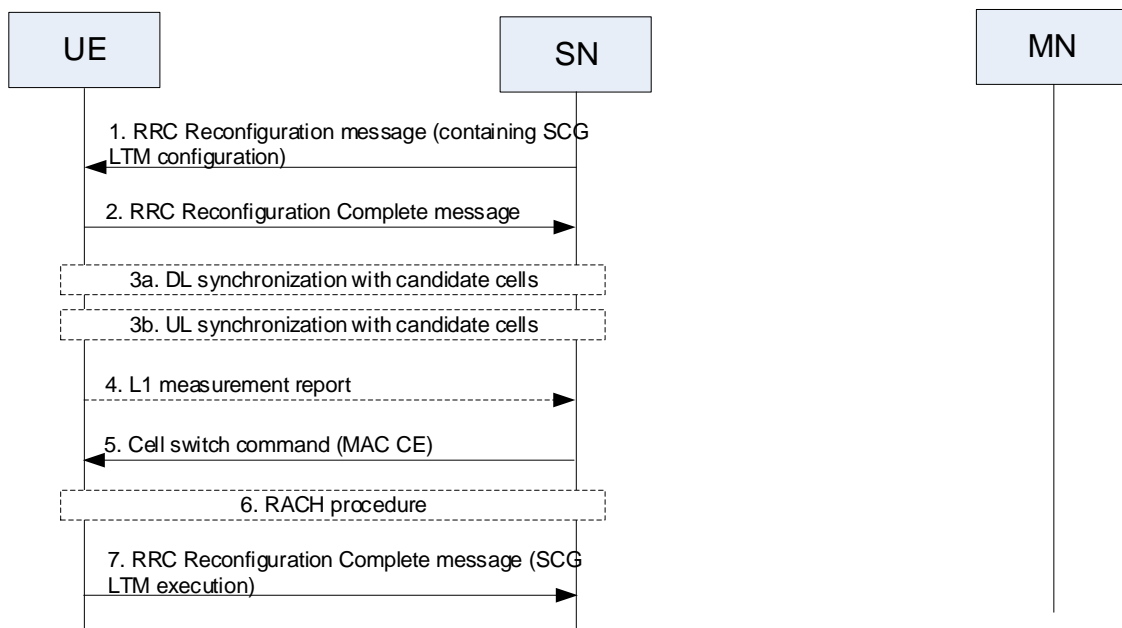 UE
SN
MN
1. RRC Reconfiguration message (containing SCG
LTM configuration)
2. RRC Reconfiguration Complete message
3a. DL synchronization with candidate cells
3b. UL synchronization with candidate cells
4. L1 measurement report
5. Cell switch command (MAC CE)
6. RACH procedure
7. RRC Reconfiguration Complete message (SCG
LTM execution)